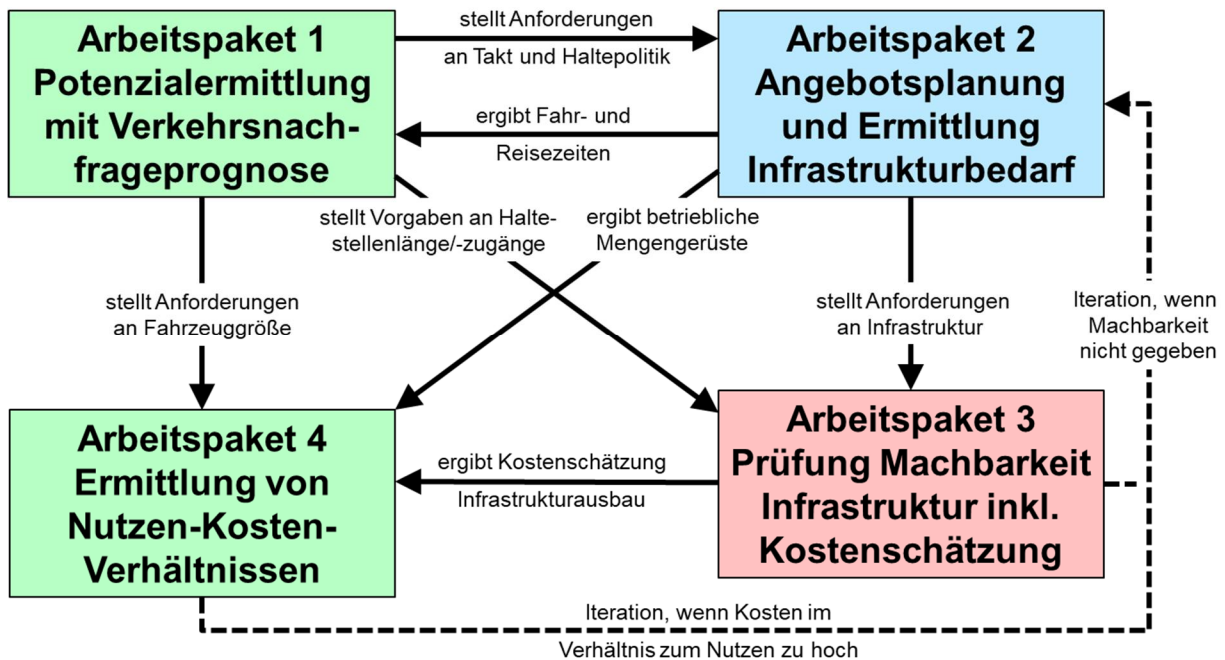 Arbeitspaket 1
Potenzialermittlung
mit Verkehrsnach-
frageprognose
stellt Anforderungen
an Takt und Haltepolitik
Arbeitspaket 2
Angebotsplanung
und Ermittlung
Infrastrukturbedarf
ergibt Fahr- und
Reisezeiten
stellt Vorgaben an Halte-
stellenlänge/-zugänge
ergibt betriebliche
Mengengerüste
stellt Anforderungen
an Fahrzeuggröße
stellt Anforderungen
an Infrastruktur
Iteration, wenn
Machbarkeit
nicht gegeben
Arbeitspaket 4
Ermittlung von
Nutzen-Kosten-
Verhältnissen
ergibt Kostenschätzung
Infrastrukturausbau
Arbeitspaket 3
Prüfung Machbarkeit
Infrastruktur inkl.
Kostenschätzung
Iteration, wenn Kosten im
Verhältnis zum Nutzen zu hoch